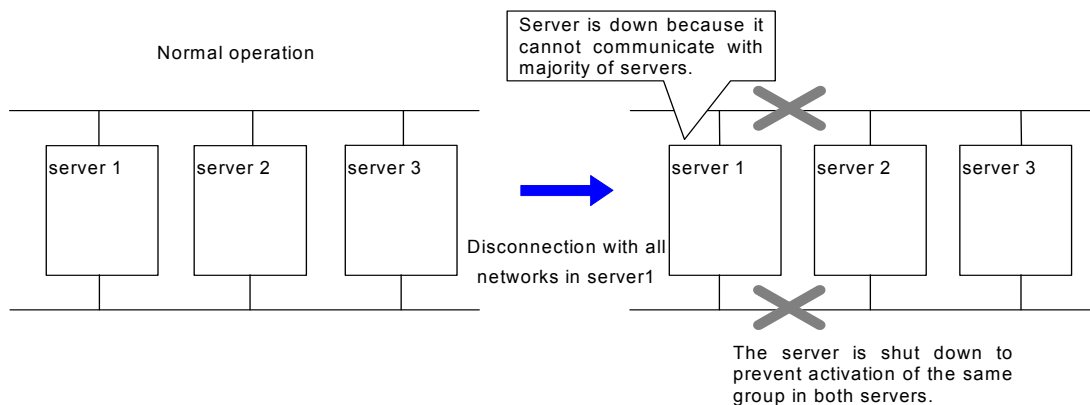 Normal operation
Server is down because it
cannot communicate with
majority of servers.
server 1
server 2
server 3
server 1
server 2
server 3
Disconnection with all
networks in server1
The server is shut down to
prevent activation of the same
group in both servers.